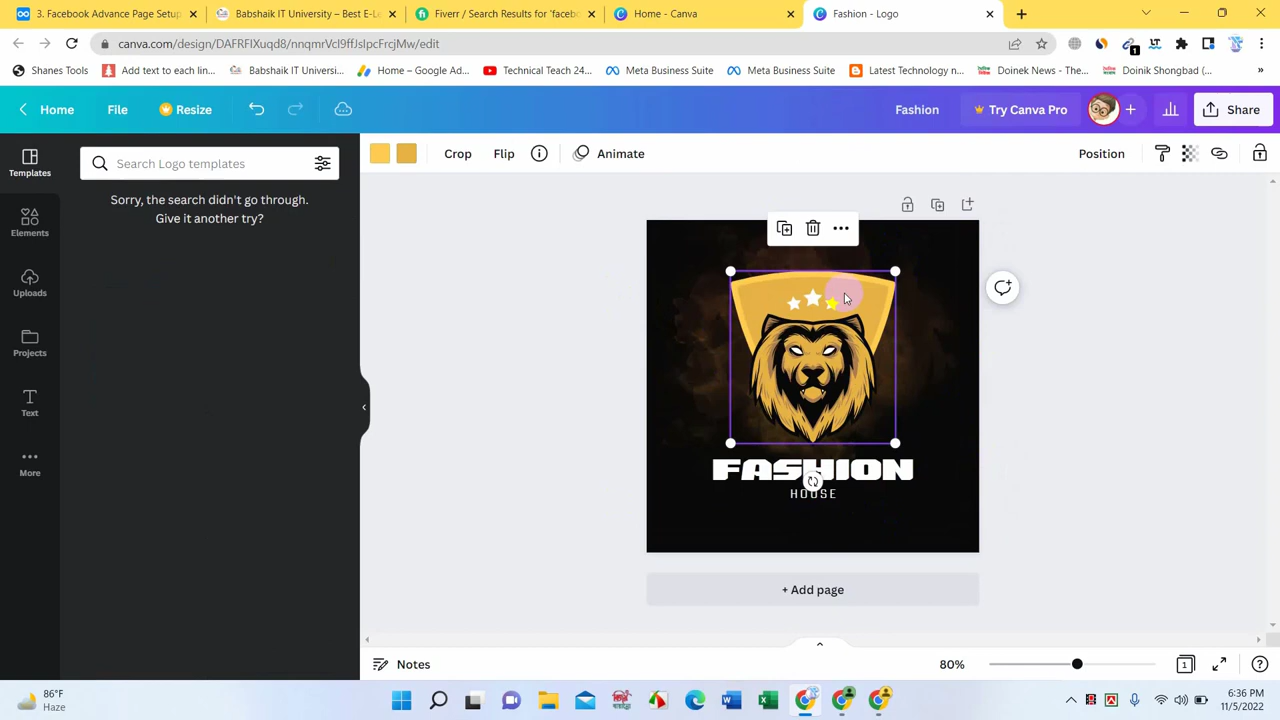 3. Facebook Advance Page Setup
Babshaik IT University – Best E-Le
Fiverr / Search Results for 'facebo
Home - Canva
Fashion - Logo
canva.com/design/DAFRFIXuqd8/nnqmrVcI9ffJsIpcFrcjMw/edit
Shanes Tools
Add text to each lin...
Babshaik IT Universi...
Home – Google Ad...
Technical Teach 24...
Meta Business Suite
Meta Business Suite
Latest Technology n...
Doinek News - The...
Doinik Shongbad (...
Home
File
Resize
Fashion
Try Canva Pro
Share
Templates
Search Logo templates
Crop
Flip
Animate
Position
Sorry, the search didn't go through.
Give it another try?
Elements
Uploads
Projects
Text
More
FASHION
HOUSE
+ Add page
Notes
80%
1
86°F
Haze
6:36 PM
11/5/2022